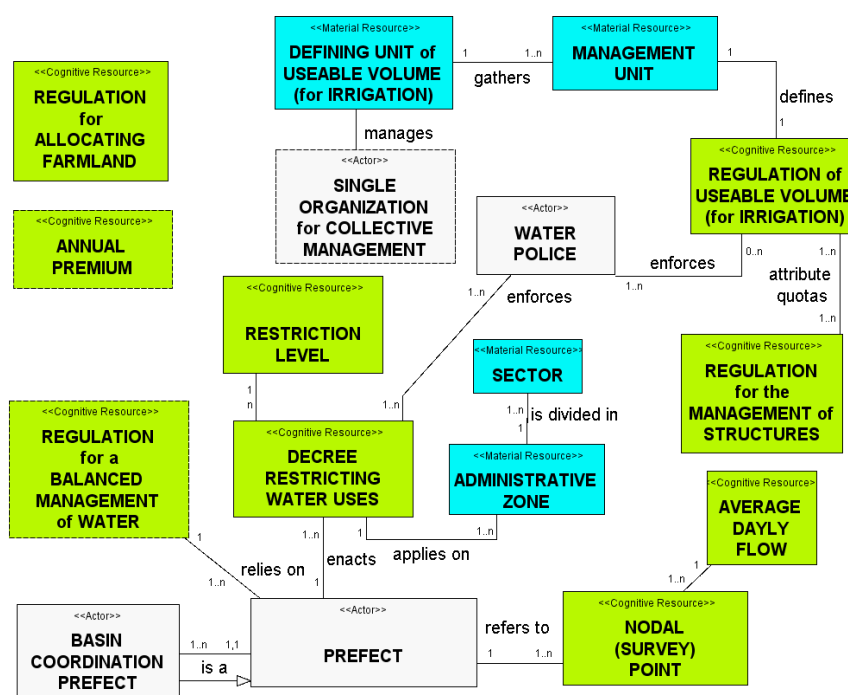 <<Material Resource>>
DEFINING UNIT of
USEABLE VOLUME
(for IRRIGATION)
1
1..n
gathers
<<Material Resource>>
MANAGEMENT
UNIT
1
defines
1
<<Cognitive Resource>>
REGULATION
for
ALLOCATING
FARMLAND
manages
<<Actor>>
SINGLE
ORGANIZATION
for COLLECTIVE
MANAGEMENT
<<Cognitive Resource>>
REGULATION of
USEABLE VOLUME
(for IRRIGATION)
<<Cognitive Resource>>
ANNUAL
PREMIUM
<<Actor>>
WATER
POLICE
enforces
0..n
1..n
1..n
attribute
quotas
1..n
1..n
enforces
1..n
<<Cognitive Resource>>
RESTRICTION
LEVEL
1
n
<<Material Resource>>
SECTOR
1..n
is divided in
1
<<Cognitive Resource>>
REGULATION
for the
MANAGEMENT of
STRUCTURES
<<Cognitive Resource>>
REGULATION
for a
BALANCED
MANAGEMENT
of WATER
<<Cognitive Resource>>
DECREE
RESTRICTING
WATER USES
<<Material Resource>>
ADMINISTRATIVE
ZONE
<<Cognitive Resource>>
AVERAGE
DAYLY
FLOW
1
1..n
relies on
1..n
enacts
1
1
applies on
1..n
1
1..n
<<Actor>>
BASIN
COORDINATION
PREFECT
1..n
1,1
is a
<<Actor>>
PREFECT
refers to
1
1..n
<<Cognitive Resource>>
NODAL
(SURVEY)
POINT